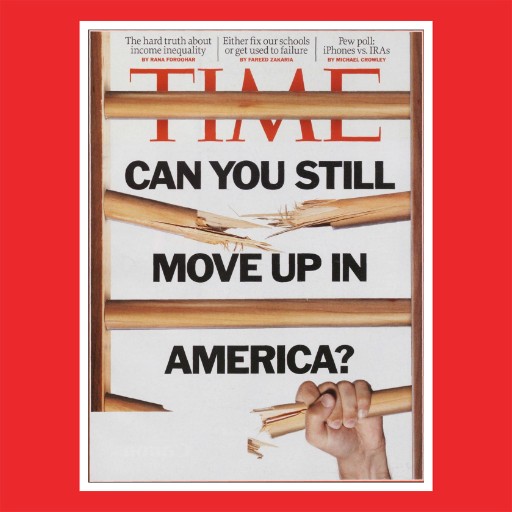 The hard truth about
income inequality
BY RANA FOROOHAR
Either fix our schools
or get used to failure
BY FAREED ZAKARIA
Pew poll:
iPhones vs. IRAs
BY MICHAEL CROWLEY
TIME
CAN YOU STILL
MOVE UP IN
AMERICA?